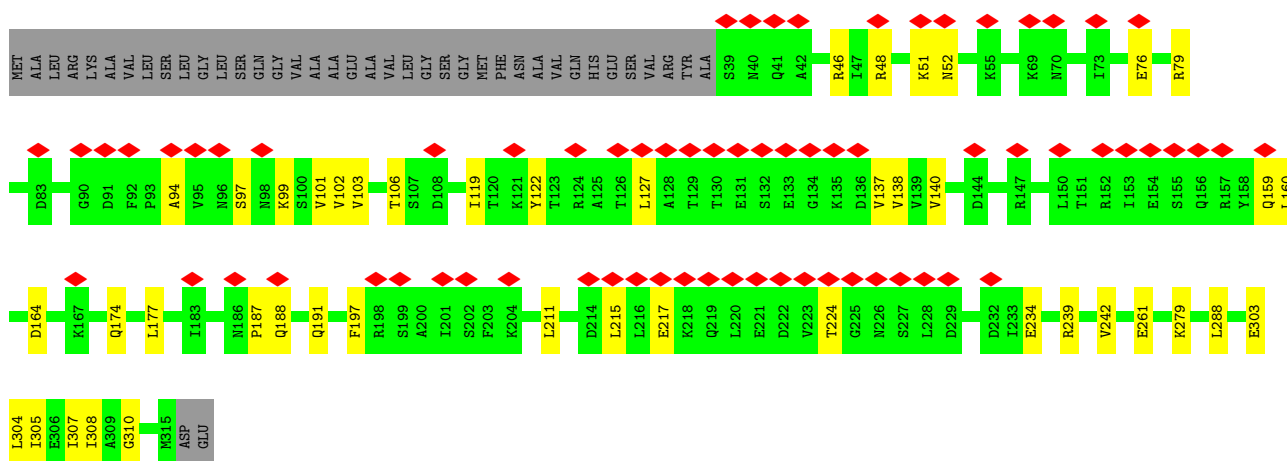 MET ALA LEU ARG LYS ALA VAL LEU SER LEU GLY LEU SER GLN GLY VAL ALA ALA GLU ALA VAL LEU GLY SER GLY MET PHE ASN ALA VAL GLN HIS GLU SER VAL ARG TYR ALA S39 N40 Q41 A42 R46 I47 R48 K51 N52 K55 K69 N70 I73 E76 R79
D83 G90 D91 F92 P93 A94 V95 N96 S97 N98 K99 S100 V101 V102 V103 T106 S107 D108 I119 T120 K121 Y122 T123 R124 A125 T126 L127 A128 T129 T130 E131 S132 E133 G134 K135 D136 V137 V138 V139 V140 D144 R147 L150 T151 R152 I153 E154 S155 Q156 R157 Y158 Q159 L160
D164 K167 Q174 L177 I183 N186 P187 Q188 Q191 F197 R198 S199 A200 I201 S202 F203 K204 L211 D214 L215 L216 E217 K218 Q219 L220 E221 D222 V223 T224 G225 N226 S227 L228 D229 D232 I233 E234 R239 V242 E261 K279 L288 E303
L304 I305 E306 I307 I308 A309 G310 M315 ASP GLU